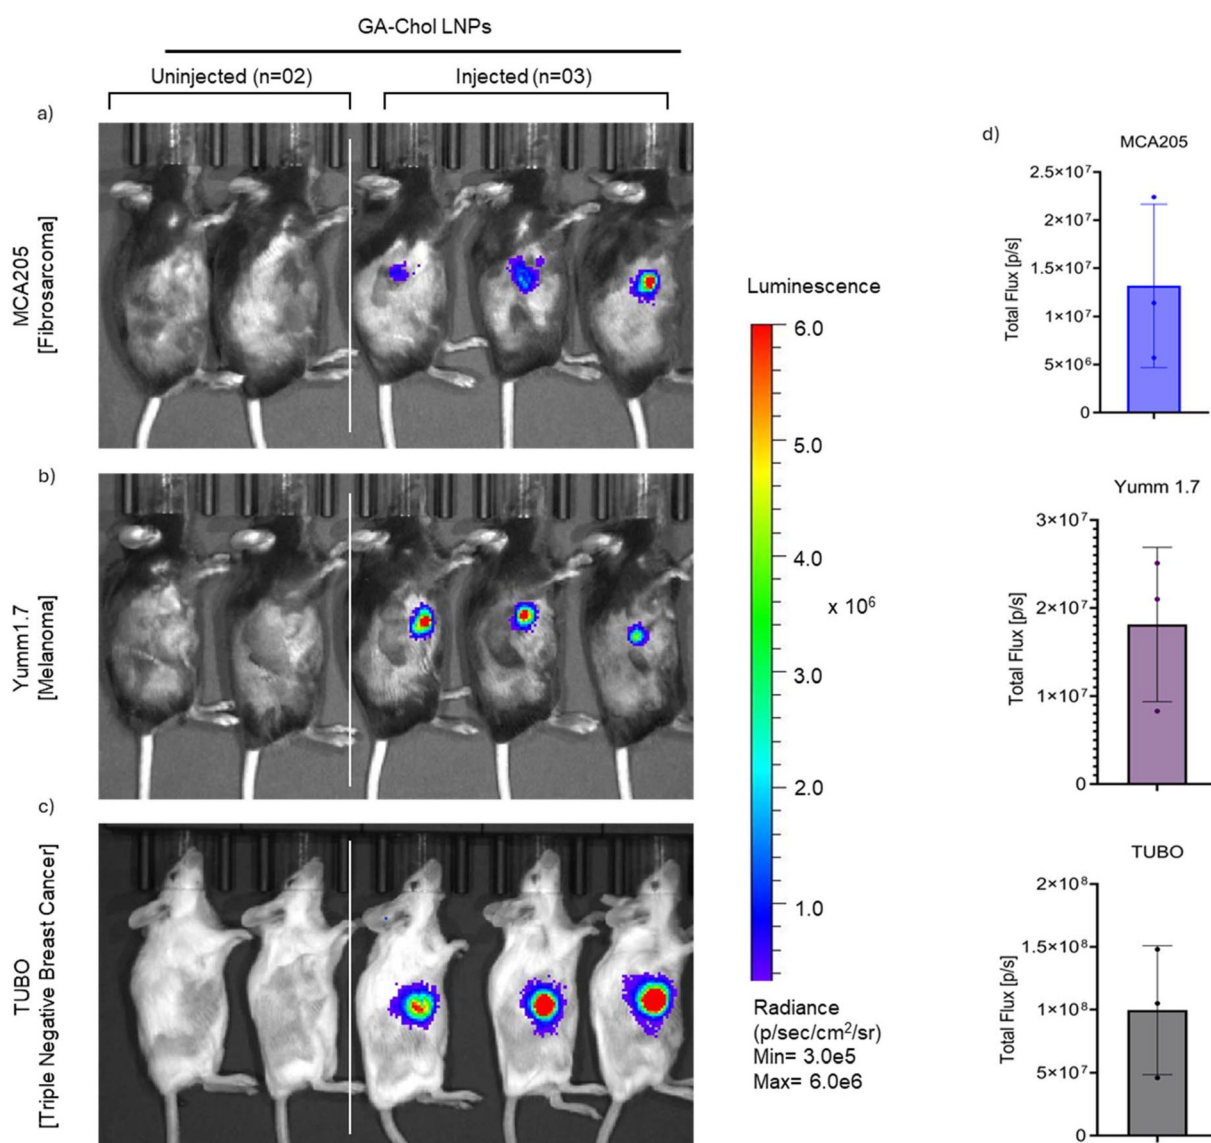 GA-Chol LNPs
Uninjected (n=02)
Injected (n=03)
a)
MCA205
[Fibrosarcoma]
b)
Yumm1.7
[Melanoma]
c)
TUBO
[Triple Negative Breast Cancer]
Luminescence
6.0
5.0
4.0
x 10⁶
3.0
2.0
1.0
Radiance
(p/sec/cm²/sr)
Min= 3.0e5
Max= 6.0e6
d)
MCA205
Total Flux [p/s]
2.5×10⁷
2×10⁷
1.5×10⁷
1×10⁷
5×10⁶
0
Yumm 1.7
Total Flux [p/s]
3×10⁷
2×10⁷
1×10⁷
0
TUBO
Total Flux [p/s]
2×10⁸
1.5×10⁸
1×10⁸
5×10⁷
0